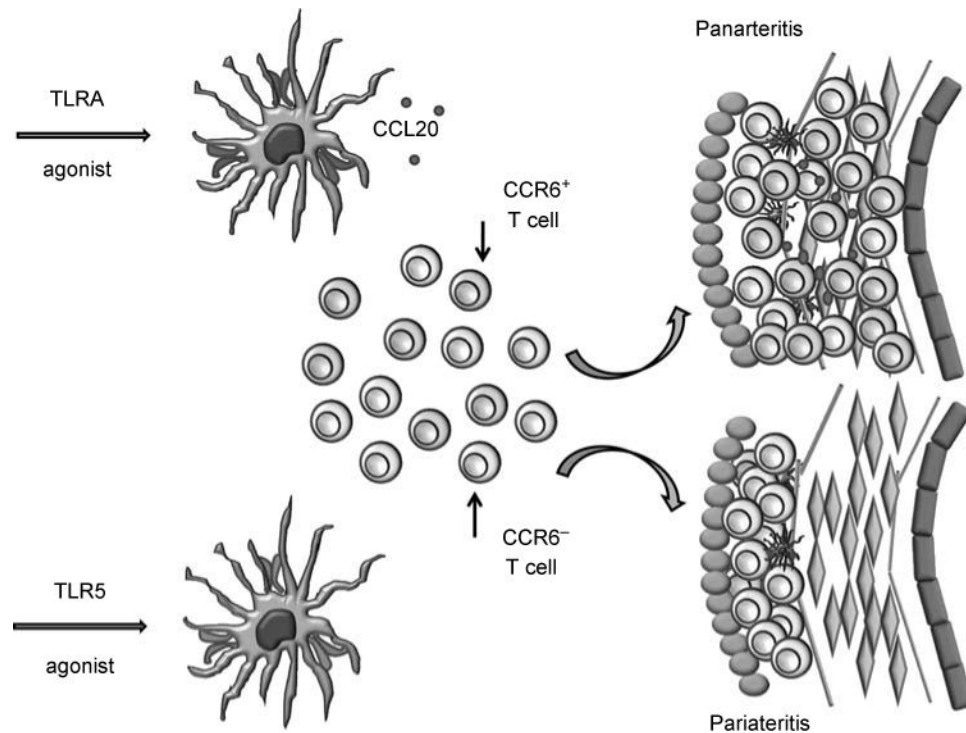 Panarteritis
TLRA
agonist
CCL20
CCR6⁺
T cell
CCR6⁻
T cell
TLR5
agonist
Pariateritis